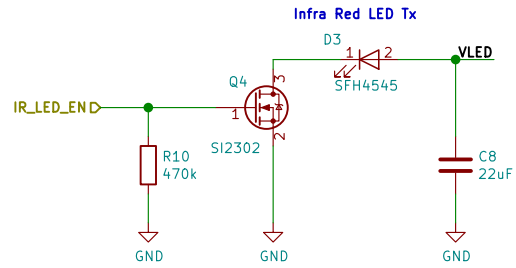 Infra Red LED Tx
D3
1
2
VLED
SFH4545
Q4
3
IR_LED_EN
1
2
SI2302
R10
470k
C8
22uF
GND
GND
GND